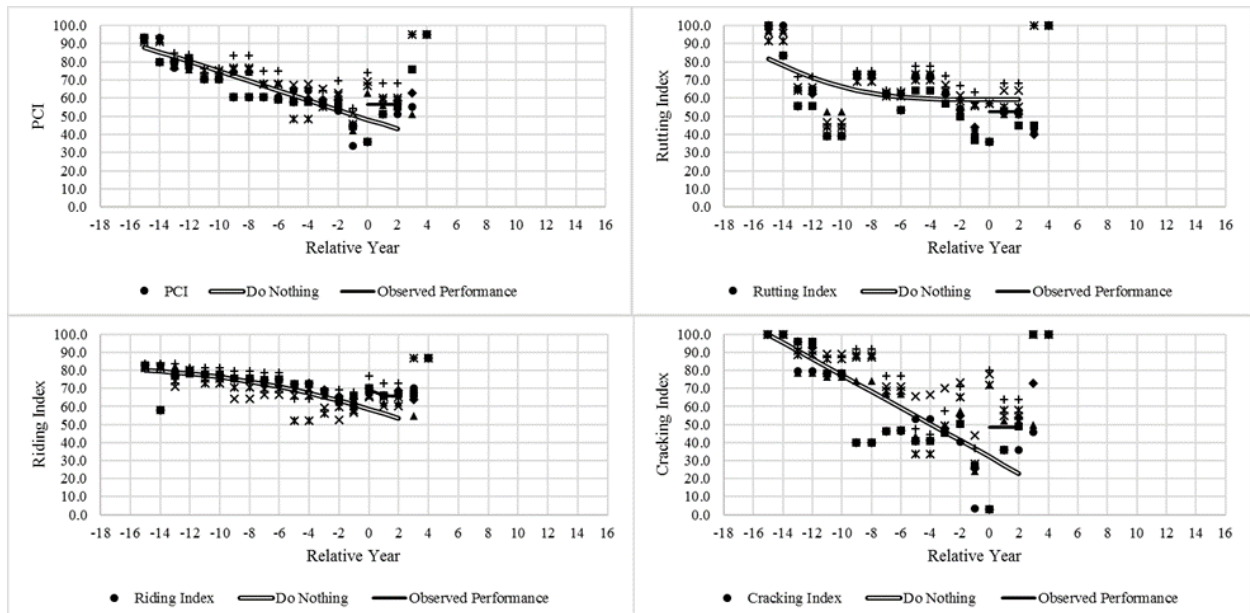 100.0
90.0
80.0
70.0
60.0
50.0
40.0
30.0
20.0
10.0
0.0
PCI
-18 -16 -14 -12 -10 -8 -6 -4 -2 0 2 4 6 8 10 12 14 16
Relative Year
PCI Do Nothing Observed Performance
100.0
90.0
80.0
70.0
60.0
50.0
40.0
30.0
20.0
10.0
0.0
Rutting Index
-18 -16 -14 -12 -10 -8 -6 -4 -2 0 2 4 6 8 10 12 14 16
Relative Year
Rutting Index Do Nothing Observed Performance
100.0
90.0
80.0
70.0
60.0
50.0
40.0
30.0
20.0
10.0
0.0
Riding Index
-18 -16 -14 -12 -10 -8 -6 -4 -2 0 2 4 6 8 10 12 14 16
Relative Year
Riding Index Do Nothing Observed Performance
100.0
90.0
80.0
70.0
60.0
50.0
40.0
30.0
20.0
10.0
0.0
Cracking Index
-18 -16 -14 -12 -10 -8 -6 -4 -2 0 2 4 6 8 10 12 14 16
Relative Year
Cracking Index Do Nothing Observed Performance